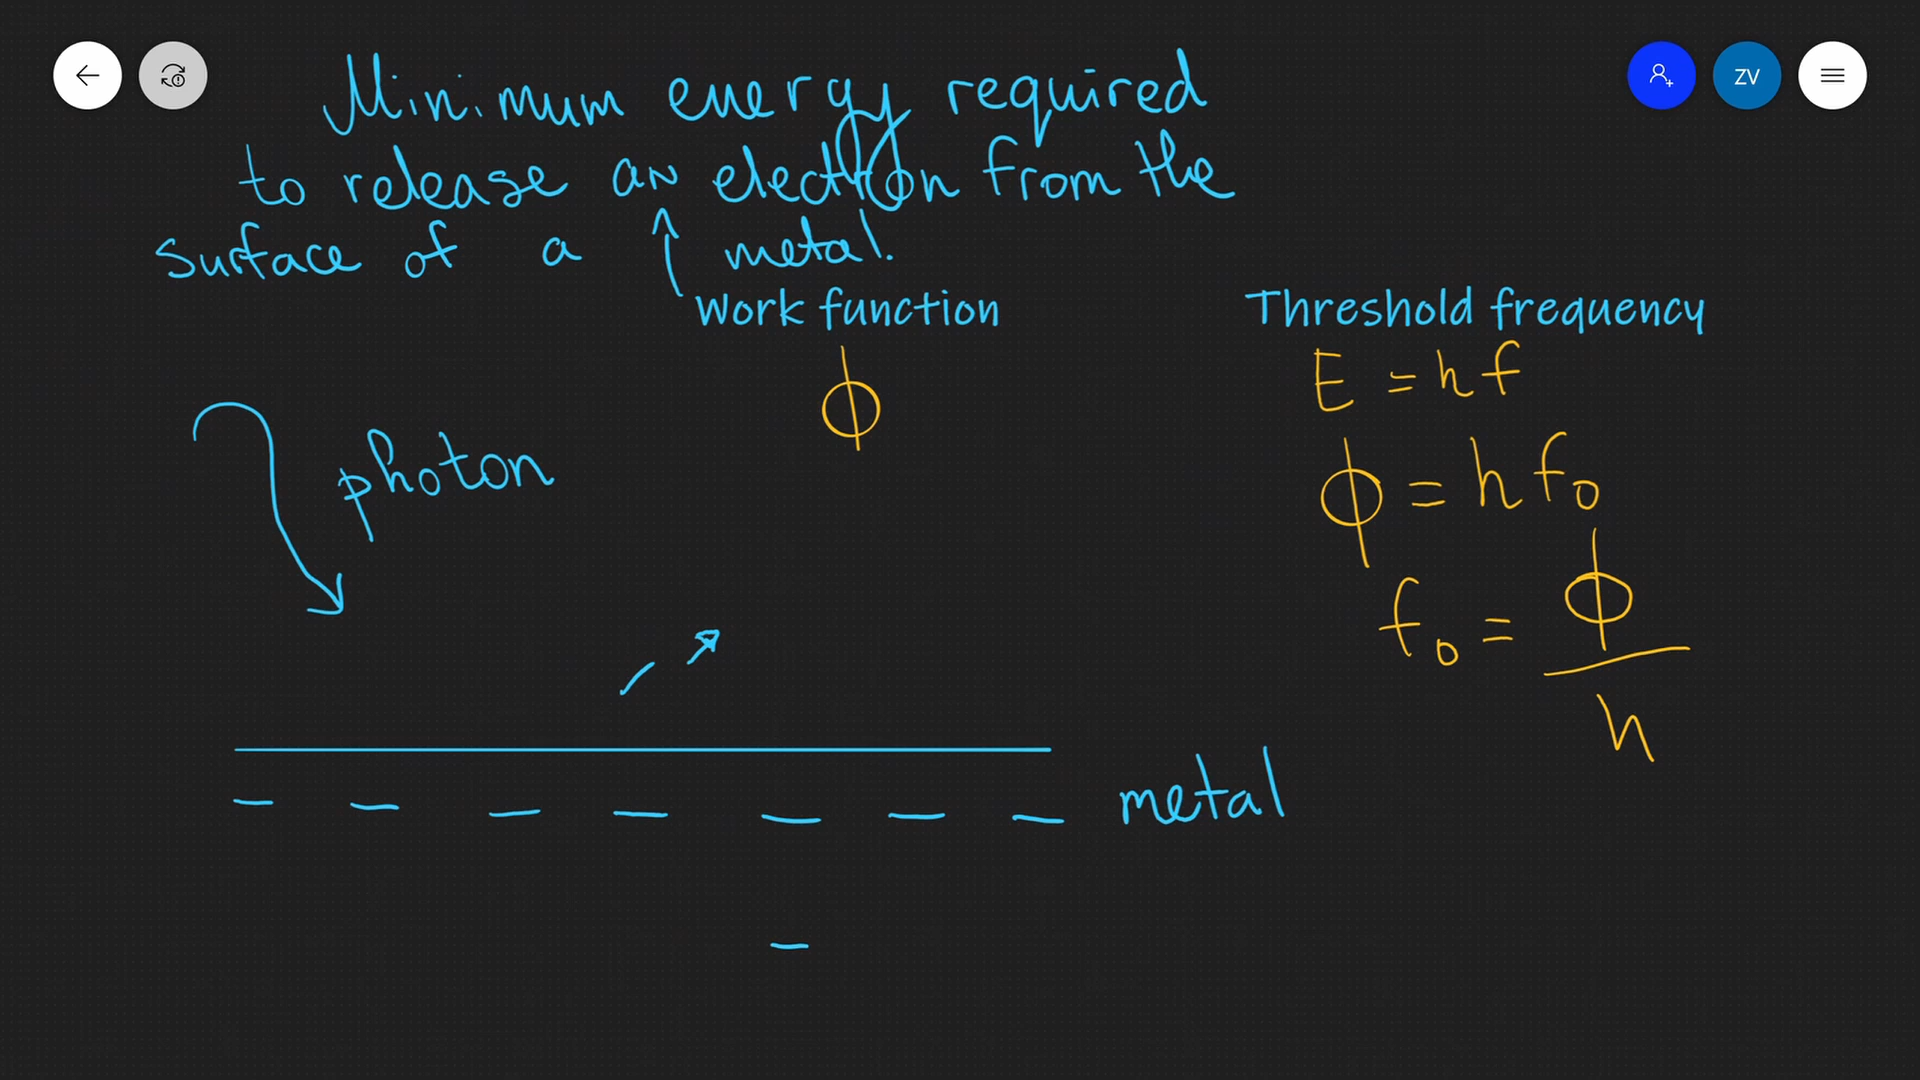 ZV
Minimum energy required
to release an electron from the
surface of a metal.
Work function
Φ
Threshold frequency
E = hf
Φ = hf₀
f₀ = Φ/h
photon
metal